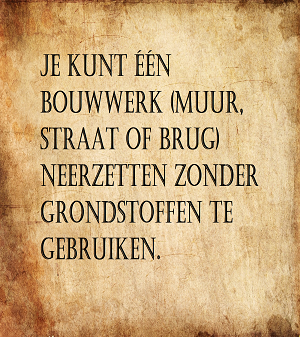 JE KUNT ÉÉN
BOUWWERK (MUUR,
STRAAT OF BRUG)
NEERZETTEN ZONDER
GRONDSTOFFEN TE
GEBRUIKEN.